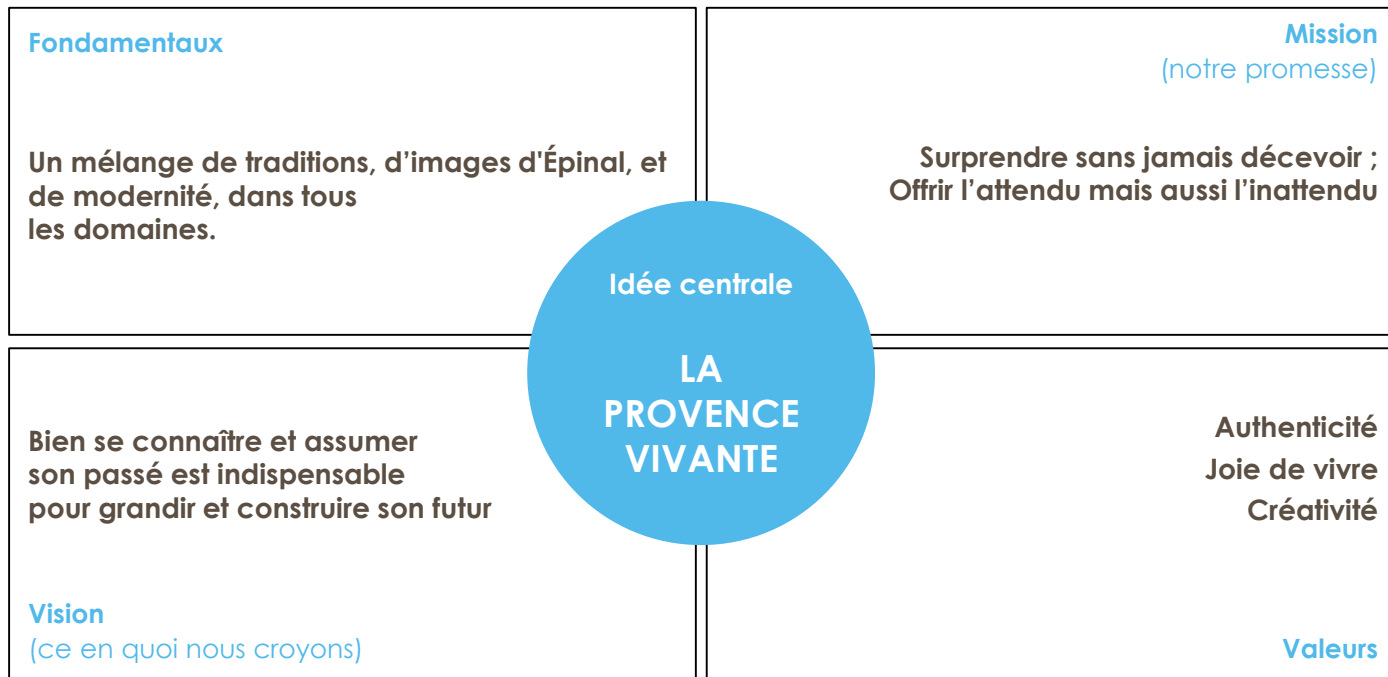 Fondamentaux
Un mélange de traditions, d’images d'Épinal, et
de modernité, dans tous
les domaines.
Mission
(notre promesse)
Surprendre sans jamais décevoir ;
Offrir l’attendu mais aussi l’inattendu
Idée centrale
LA
PROVENCE
VIVANTE
Bien se connaître et assumer
son passé est indispensable
pour grandir et construire son futur
Vision
(ce en quoi nous croyons)
Authenticité
Joie de vivre
Créativité
Valeurs